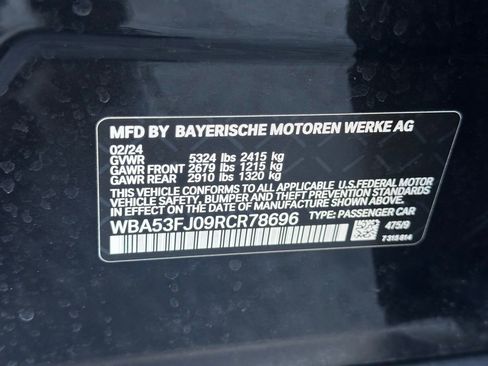 MFD BY BAYERISCHE MOTOREN WERKE AG
02/24
GVWR 5324 lbs 2415 kg
GAWR FRONT 2679 lbs 1215 kg
GAWR REAR 2910 lbs 1320 kg
THIS VEHICLE CONFORMS TO ALL APPLICABLE U.S.FEDERAL MOTOR
VEHICLE SAFETY, BUMPER, AND THEFT PREVENTION STANDARDS
IN EFFECT ON THE DATE OF MANUFACTURE SHOWN ABOVE.
WBA53FJ09RCR78696 TYPE: PASSENGER CAR
475/9
7315814